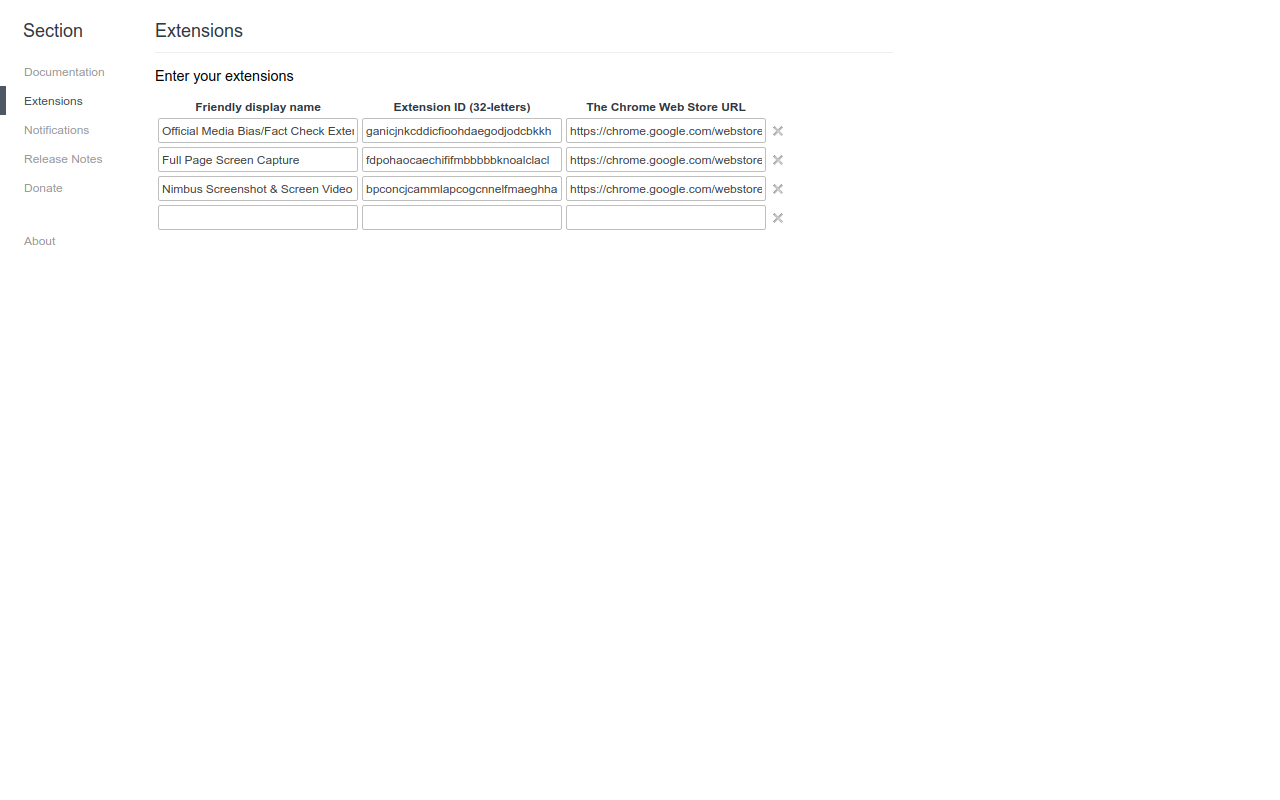 Section
Documentation
Extensions
Notifications
Release Notes
Donate
About
Extensions
Enter your extensions
Friendly display name Extension ID (32-letters) The Chrome Web Store URL
Official Media Bias/Fact Check Exter ganicjnkcddicfioohdaegodjodcbkkh https://chrome.google.com/webstore
Full Page Screen Capture fdpohaocaechififmbbbbbknoalclacl https://chrome.google.com/webstore
Nimbus Screenshot & Screen Video bpconcjcammlapcogcnnelfmaeghha https://chrome.google.com/webstore